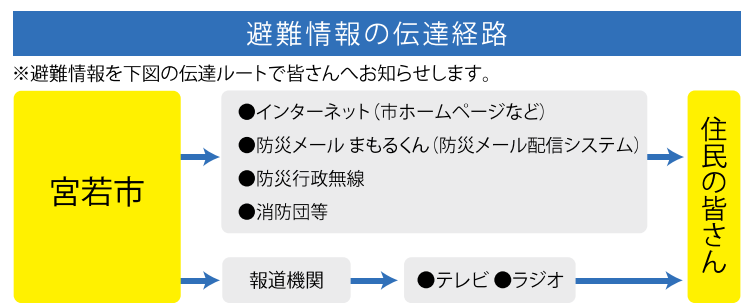 避難情報の伝達経路
※避難情報を下図の伝達ルートで皆さんへお知らせします。
宮若市
●インターネット（市ホームページなど）
●防災メール まもるくん（防災メール配信システム）
●防災行政無線
●消防団等
報道機関
●テレビ ●ラジオ
住民の皆さん